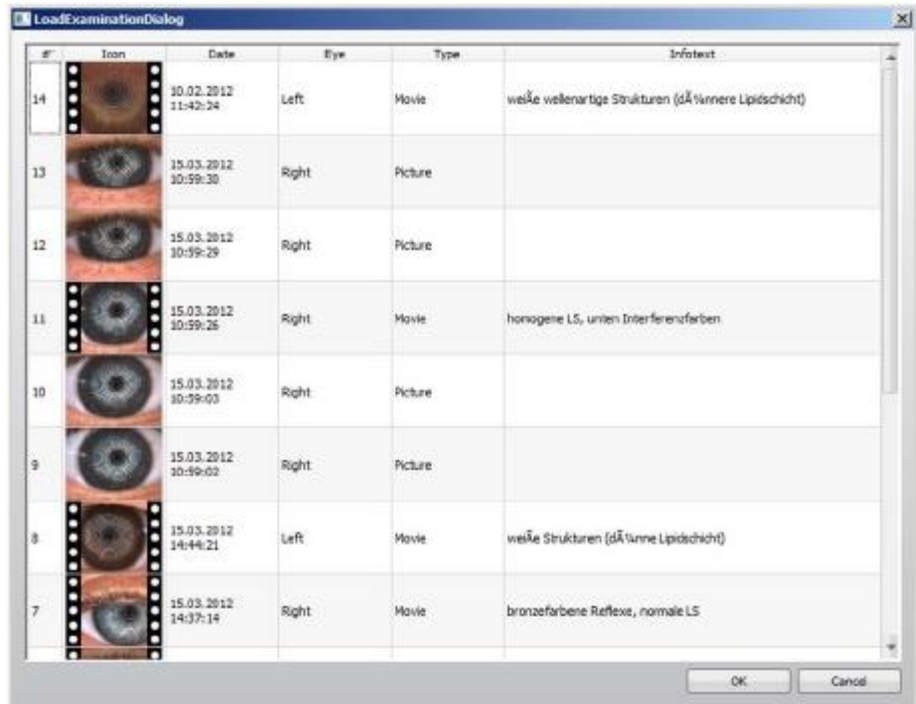 LoadExaminationDialog
# Icon Date Eye Type Infotext
14 10.02.2012 11:42:24 Left Movie weiÃe wellenartige Strukturen (dÃ¼nnere Lipidschicht)
13 15.03.2012 10:59:30 Right Picture
12 15.03.2012 10:59:29 Right Picture
11 15.03.2012 10:59:26 Right Movie homogene LS, unten Interferenzfarben
10 15.03.2012 10:59:03 Right Picture
9 15.03.2012 10:59:02 Right Picture
8 15.03.2012 14:44:21 Left Movie weiÃe Strukturen (dÃ¼nne Lipidschicht)
7 15.03.2012 14:37:14 Right Movie bronzefarbene Reflexe, normale LS
OK Cancel